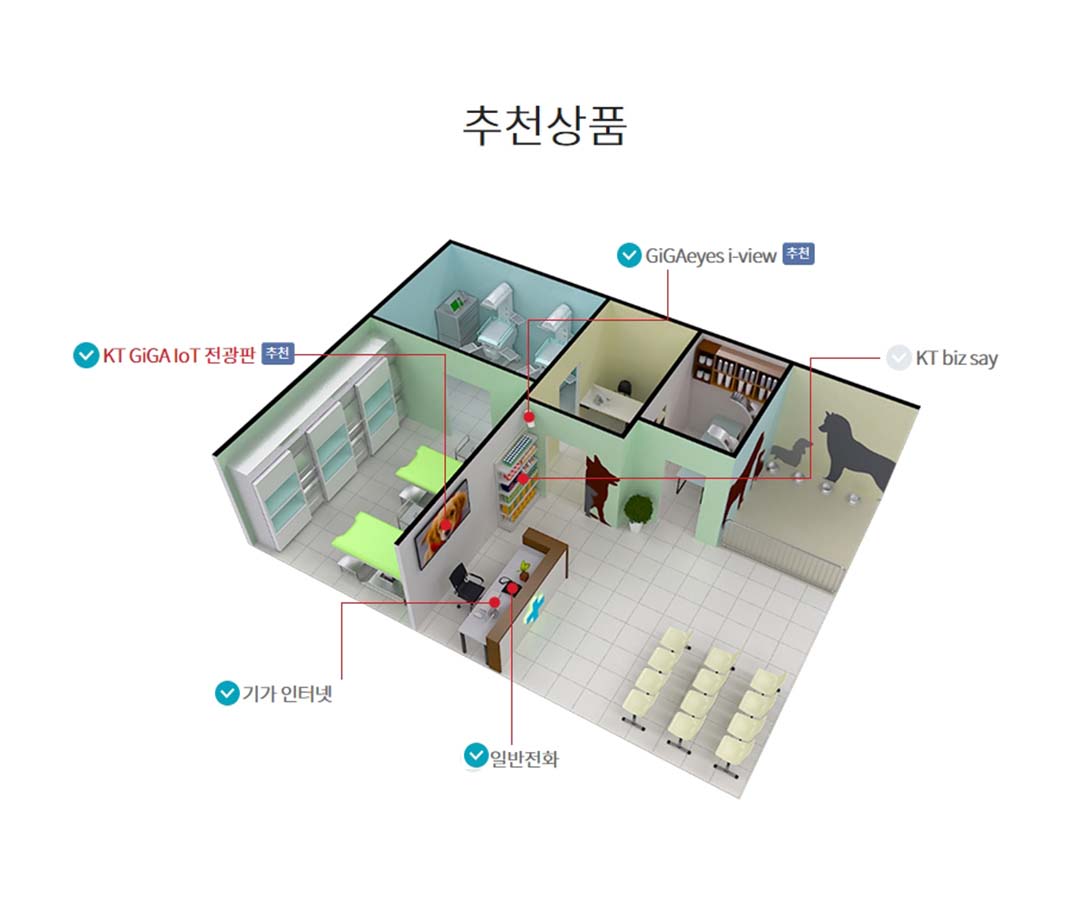 추천상품
GiGAeyes i-view 추천
KT GiGA IoT 전광판 추천
KT biz say
기가 인터넷
일반전화